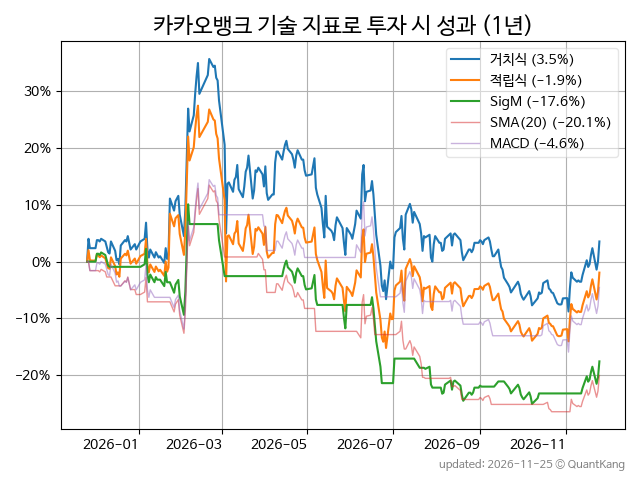 카카오뱅크 기술 지표로 투자 시 성과 (1년)
거치식 (3.5%)
적립식 (−1.9%)
SigM (−17.6%)
SMA(20) (−20.1%)
MACD (−4.6%)
30%
20%
10%
0%
−10%
−20%
2026-01
2026-03
2026-05
2026-07
2026-09
2026-11
updated: 2026-11-25 © QuantKang